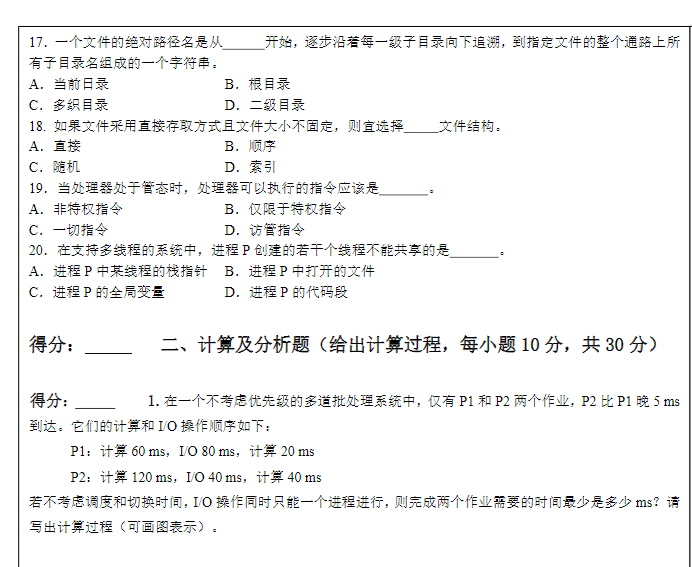 17．一个文件的绝对路径名是从______开始，逐步沿着每一级子目录向下追溯，到指定文件的整个通路上所
有子目录名组成的一个字符串。
A．当前日录 B．根目录
C．多织目录 D．二级目录
18．如果文件采用直接存取方式且文件大小不固定，则宜选择_____文件结构。
A．直接 B．顺序
C．随机 D．索引
19．当处理器处于管态时，处理器可以执行的指令应该是_______。
A．非特权指令 B．仅限于特权指令
C．一切指令 D．访管指令
20．在支持多线程的系统中，进程 P 创建的若干个线程不能共享的是_______。
A．进程 P 中某线程的栈指针 B．进程 P 中打开的文件
C．进程 P 的全局变量 D．进程 P 的代码段
得分：_____ 二、计算及分析题（给出计算过程，每小题 10 分，共 30 分）
得分：______ 1. 在一个不考虑优先级的多道批处理系统中，仅有 P1 和 P2 两个作业，P2 比 P1 晚 5 ms
到达。它们的计算和 I/O 操作顺序如下：
P1：计算 60 ms，I/O 80 ms，计算 20 ms
P2：计算 120 ms，I/O 40 ms，计算 40 ms
若不考虑调度和切换时间，I/O 操作同时只能一个进程进行，则完成两个作业需要的时间最少是多少 ms？请
写出计算过程（可画图表示）。